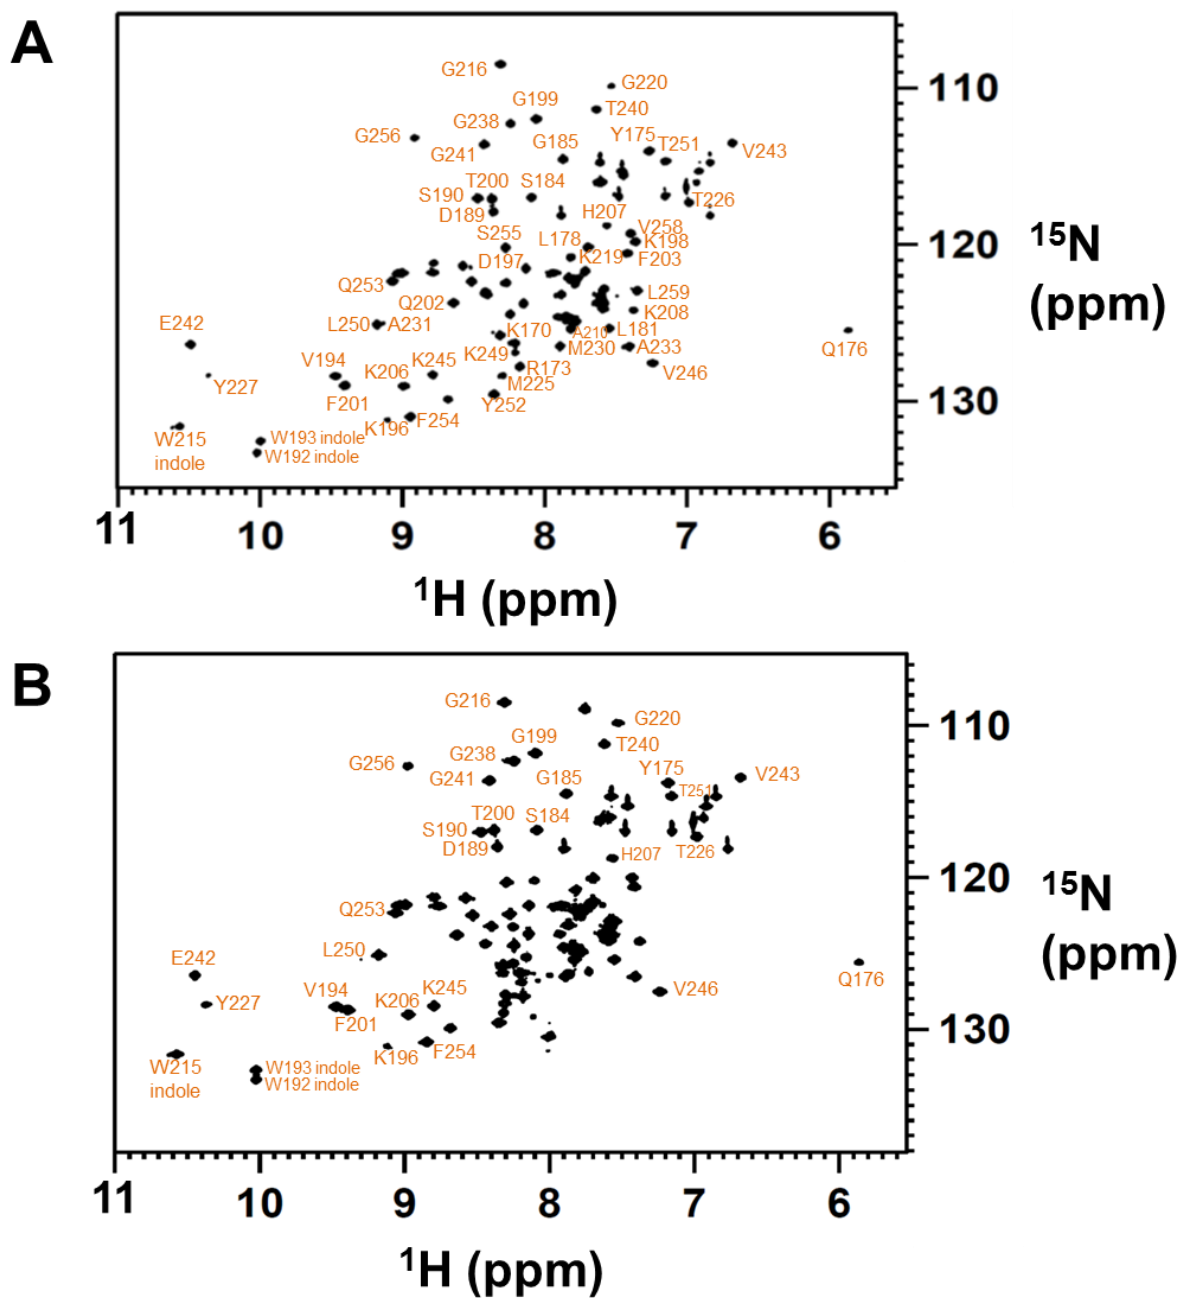 A
G216
G220
G199
T240
G238
G256
G185
Y175
T251
V243
G241
T200
S184
S190
T226
D189
H207
V258
S255
L178
K198
K219
F203
D197
Q253
L259
Q202
K208
E242
L250
A231
K170
A210
L181
Q176
K249
M230
A233
V194
K206
K245
R173
V246
Y227
M225
F201
Y252
K196
F254
W215
indole
W193 indole
W192 indole
110
120
130
15N
(ppm)
11
10
9
8
7
6
1H (ppm)
B
G216
G220
G199
T240
G238
G256
G185
Y175
T251
V243
G241
T200
S184
S190
D189
H207
T226
Q253
L250
E242
Q176
V194
K206
K245
V246
Y227
F201
K196
F254
W215
indole
W193 indole
W192 indole
110
120
130
15N
(ppm)
11
10
9
8
7
6
1H (ppm)